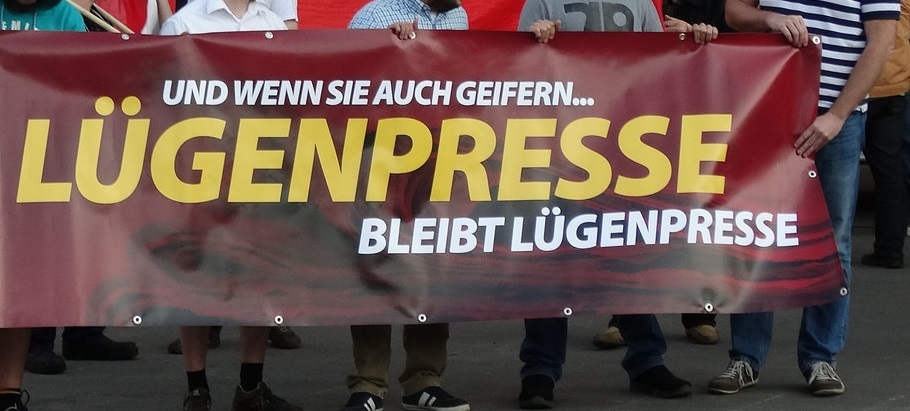 UND WENN SIE AUCH GEIFERN...
LÜGENPRESSE
BLEIBT LÜGENPRESSE